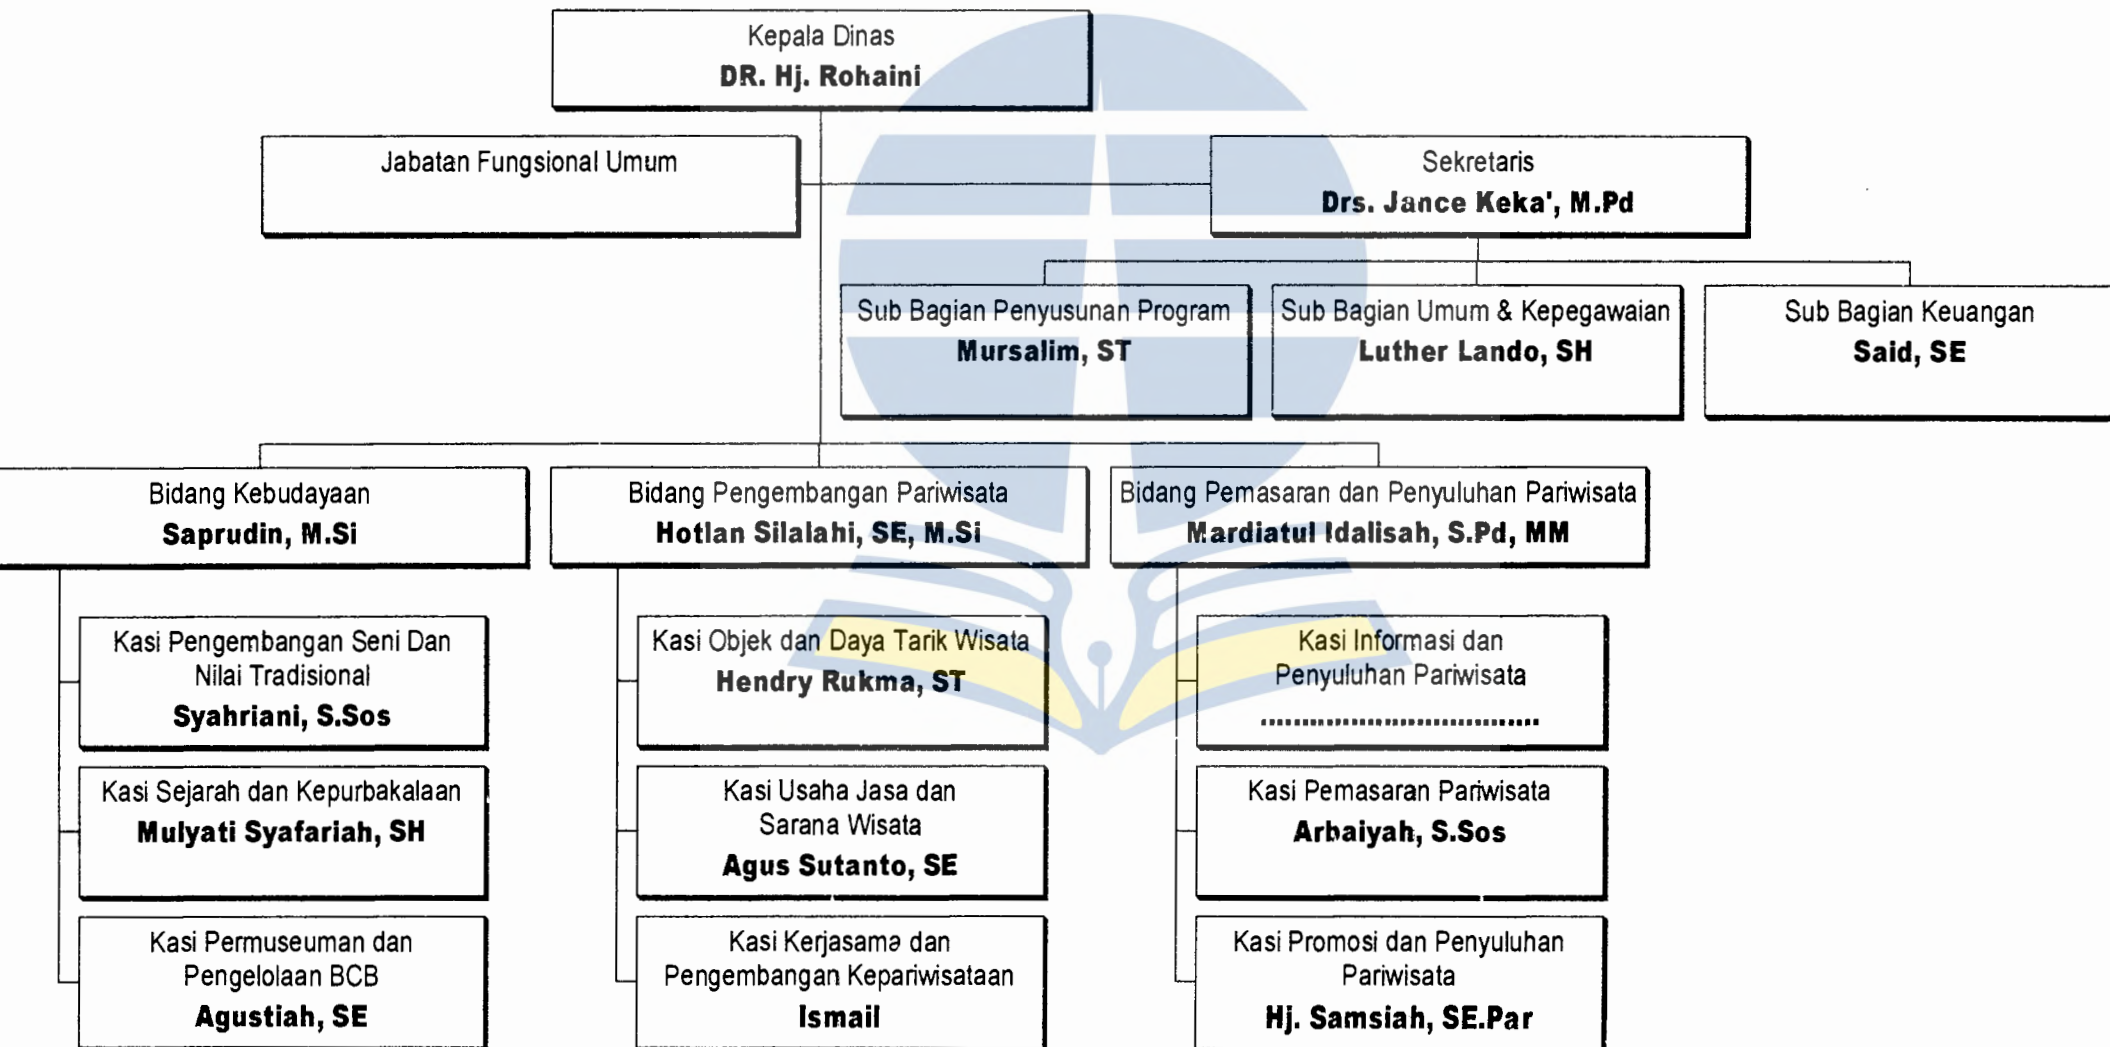 Kepala Dinas
DR. Hj. Rohaini
Jabatan Fungsional Umum
Sekretaris
Drs. Jance Keka', M.Pd
Sub Bagian Penyusunan Program
Mursalim, ST
Sub Bagian Umum & Kepegawaian
Luther Lando, SH
Sub Bagian Keuangan
Said, SE
Bidang Kebudayaan
Saprudin, M.Si
Bidang Pengembangan Pariwisata
Hotlan Silalahi, SE, M.Si
Bidang Pemasaran dan Penyuluhan Pariwisata
Mardiatul Idalisah, S.Pd, MM
Kasi Pengembangan Seni Dan
Nilai Tradisional
Syahriani, S.Sos
Kasi Sejarah dan Kepurbakalaan
Mulyati Syafariah, SH
Kasi Permuseuman dan
Pengelolaan BCB
Agustiah, SE
Kasi Objek dan Daya Tarik Wisata
Hendry Rukma, ST
Kasi Usaha Jasa dan
Sarana Wisata
Agus Sutanto, SE
Kasi Kerjasama dan
Pengembangan Kepariwisataan
Ismail
Kasi Informasi dan
Penyuluhan Pariwisata
..................................
Kasi Pemasaran Pariwisata
Arbaiyah, S.Sos
Kasi Promosi dan Penyuluhan
Pariwisata
Hj. Samsiah, SE.Par